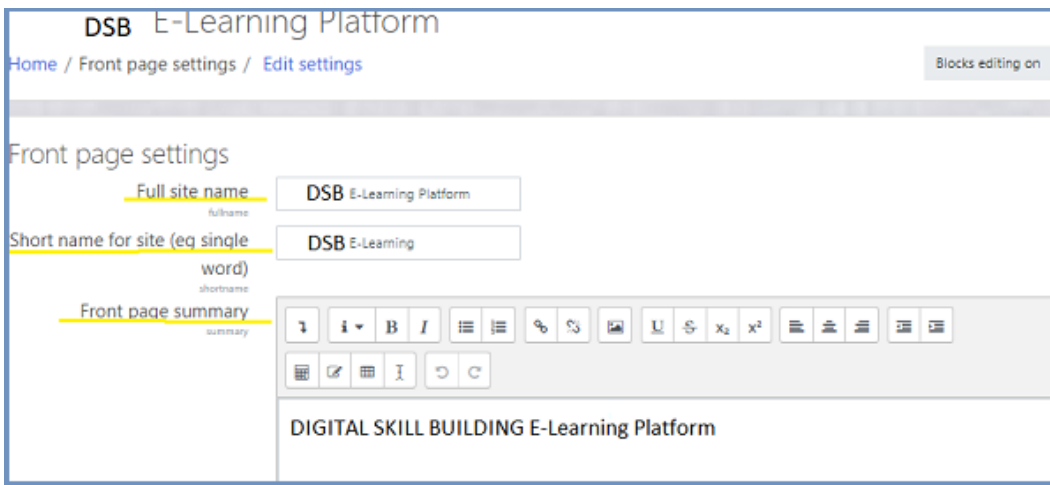 DSB E-Learning Platform
Home / Front page settings / Edit settings
Blocks editing on
Front page settings
Full site name
fullname
DSB E-Learning Platform
Short name for site (eg single
word)
shortname
DSB E-Learning
Front page summary
summary
B I U S x₂ x²
DIGITAL SKILL BUILDING E-Learning Platform